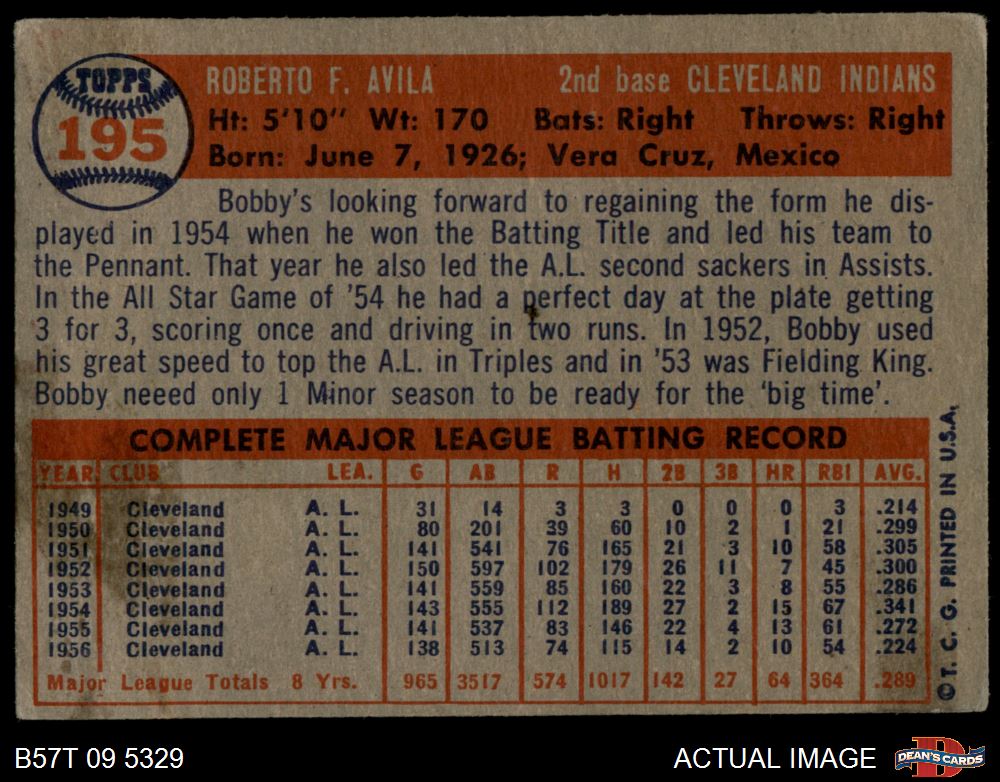 TOPPS
195
ROBERTO F. AVILA 2nd base CLEVELAND INDIANS
Ht: 5'10" Wt: 170 Bats: Right Throws: Right
Born: June 7, 1926; Vera Cruz, Mexico
Bobby's looking forward to regaining the form he dis-
played in 1954 when he won the Batting Title and led his team to
the Pennant. That year he also led the A.L. second sackers in Assists.
In the All Star Game of '54 he had a perfect day at the plate getting
3 for 3, scoring once and driving in two runs. In 1952, Bobby used
his great speed to top the A.L. in Triples and in '53 was Fielding King.
Bobby neeed only 1 Minor season to be ready for the 'big time'.
COMPLETE MAJOR LEAGUE BATTING RECORD
YEAR CLUB LEA. G AB R H 2B 3B HR RBI AVG.
1949 Cleveland A. L. 31 14 3 3 0 0 0 3 .214
1950 Cleveland A. L. 80 201 39 60 10 2 1 21 .299
1951 Cleveland A. L. 141 541 76 165 21 3 10 58 .305
1952 Cleveland A. L. 150 597 102 179 26 11 7 45 .300
1953 Cleveland A. L. 141 559 85 160 22 3 8 55 .286
1954 Cleveland A. L. 143 555 112 189 27 2 15 67 .341
1955 Cleveland A. L. 141 537 83 146 22 4 13 61 .272
1956 Cleveland A. L. 138 513 74 115 14 2 10 54 .224
Major League Totals 8 Yrs. 965 3517 574 1017 142 27 64 364 .289
© T. C. G. PRINTED IN U.S.A.
B57T 09 5329 ACTUAL IMAGE
DEAN'S CARDS